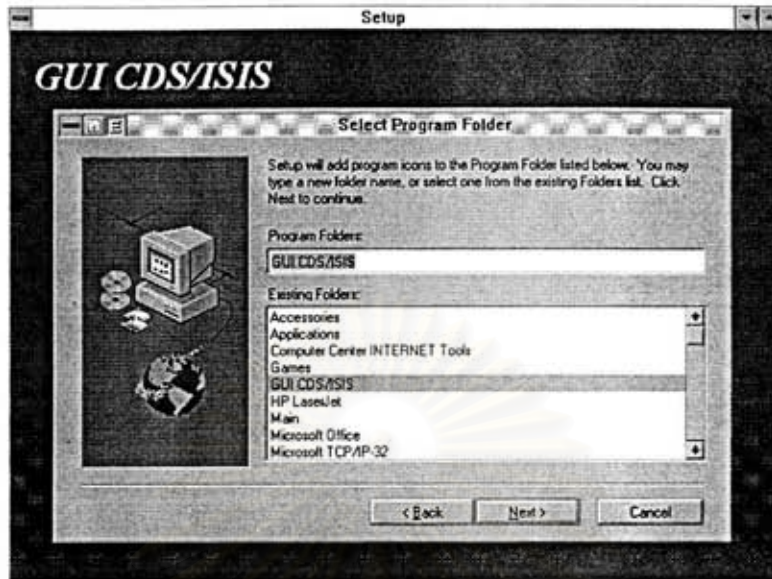 Setup
GUI CDS/ISIS
Select Program Folder
Setup will add program icons to the Program Folder listed below. You may
type a new folder name, or select one from the existing Folders list. Click
Next to continue.
Program Folders:
GUI CDS/ISIS
Existing Folders:
Accessories
Applications
Computer Center INTERNET Tools
Games
GUI CDS/ISIS
HP LaserJet
Main
Microsoft Office
Microsoft TCP/IP-32
< Back
Next >
Cancel